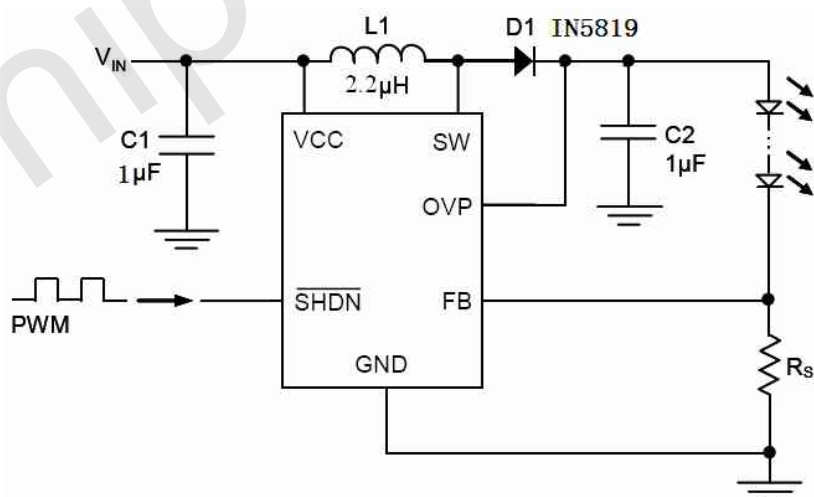 L1
D1 IN5819
VIN
2.2μH
C1
1μF
VCC
SW
C2
1μF
OVP
SHDN
FB
PWM
GND
RS